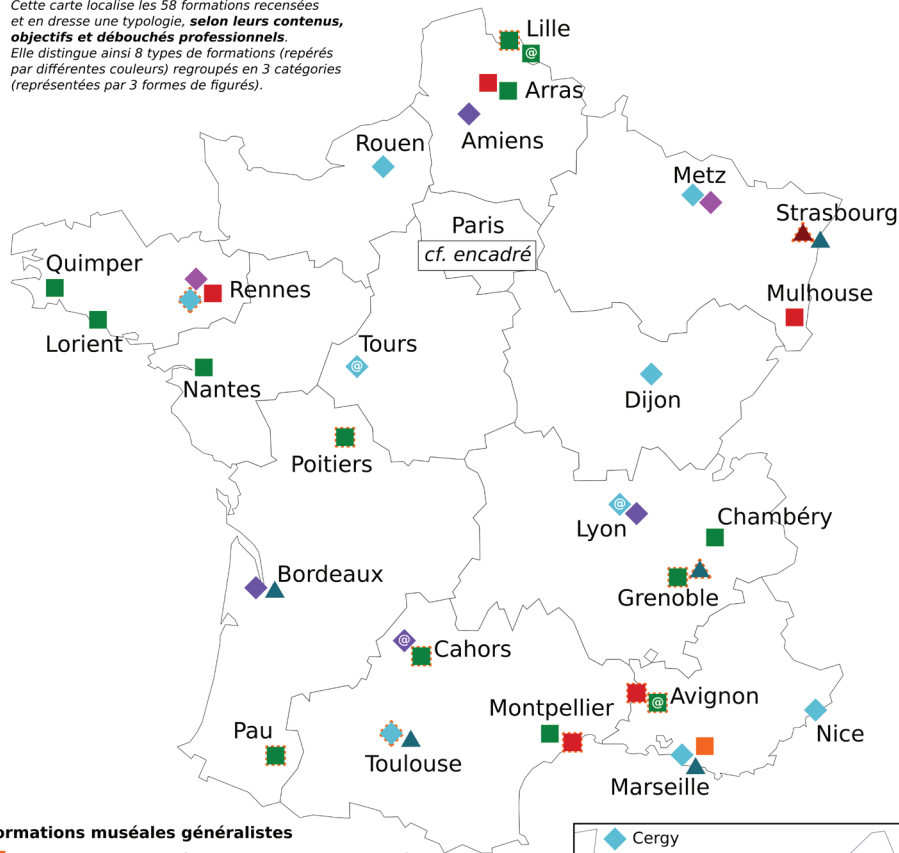 Cette carte localise les 58 formations recensées
et en dresse une typologie, selon leurs contenus,
objectifs et débouchés professionnels.
Elle distingue ainsi 8 types de formations (repérés
par différentes couleurs) regroupés en 3 catégories
(représentées par 3 formes de figurés).
Lille
@
Arras
Amiens
Rouen
Metz
Strasbourg
Paris
cf. encadré
Quimper
Rennes
Mulhouse
Lorient
Tours
@
Nantes
Dijon
Poitiers
@
Lyon
Chambéry
Bordeaux
Grenoble
@
Cahors
@
Avignon
Montpellier
Pau
Nice
Toulouse
Marseille
ormations muséales généralistes
Cergy